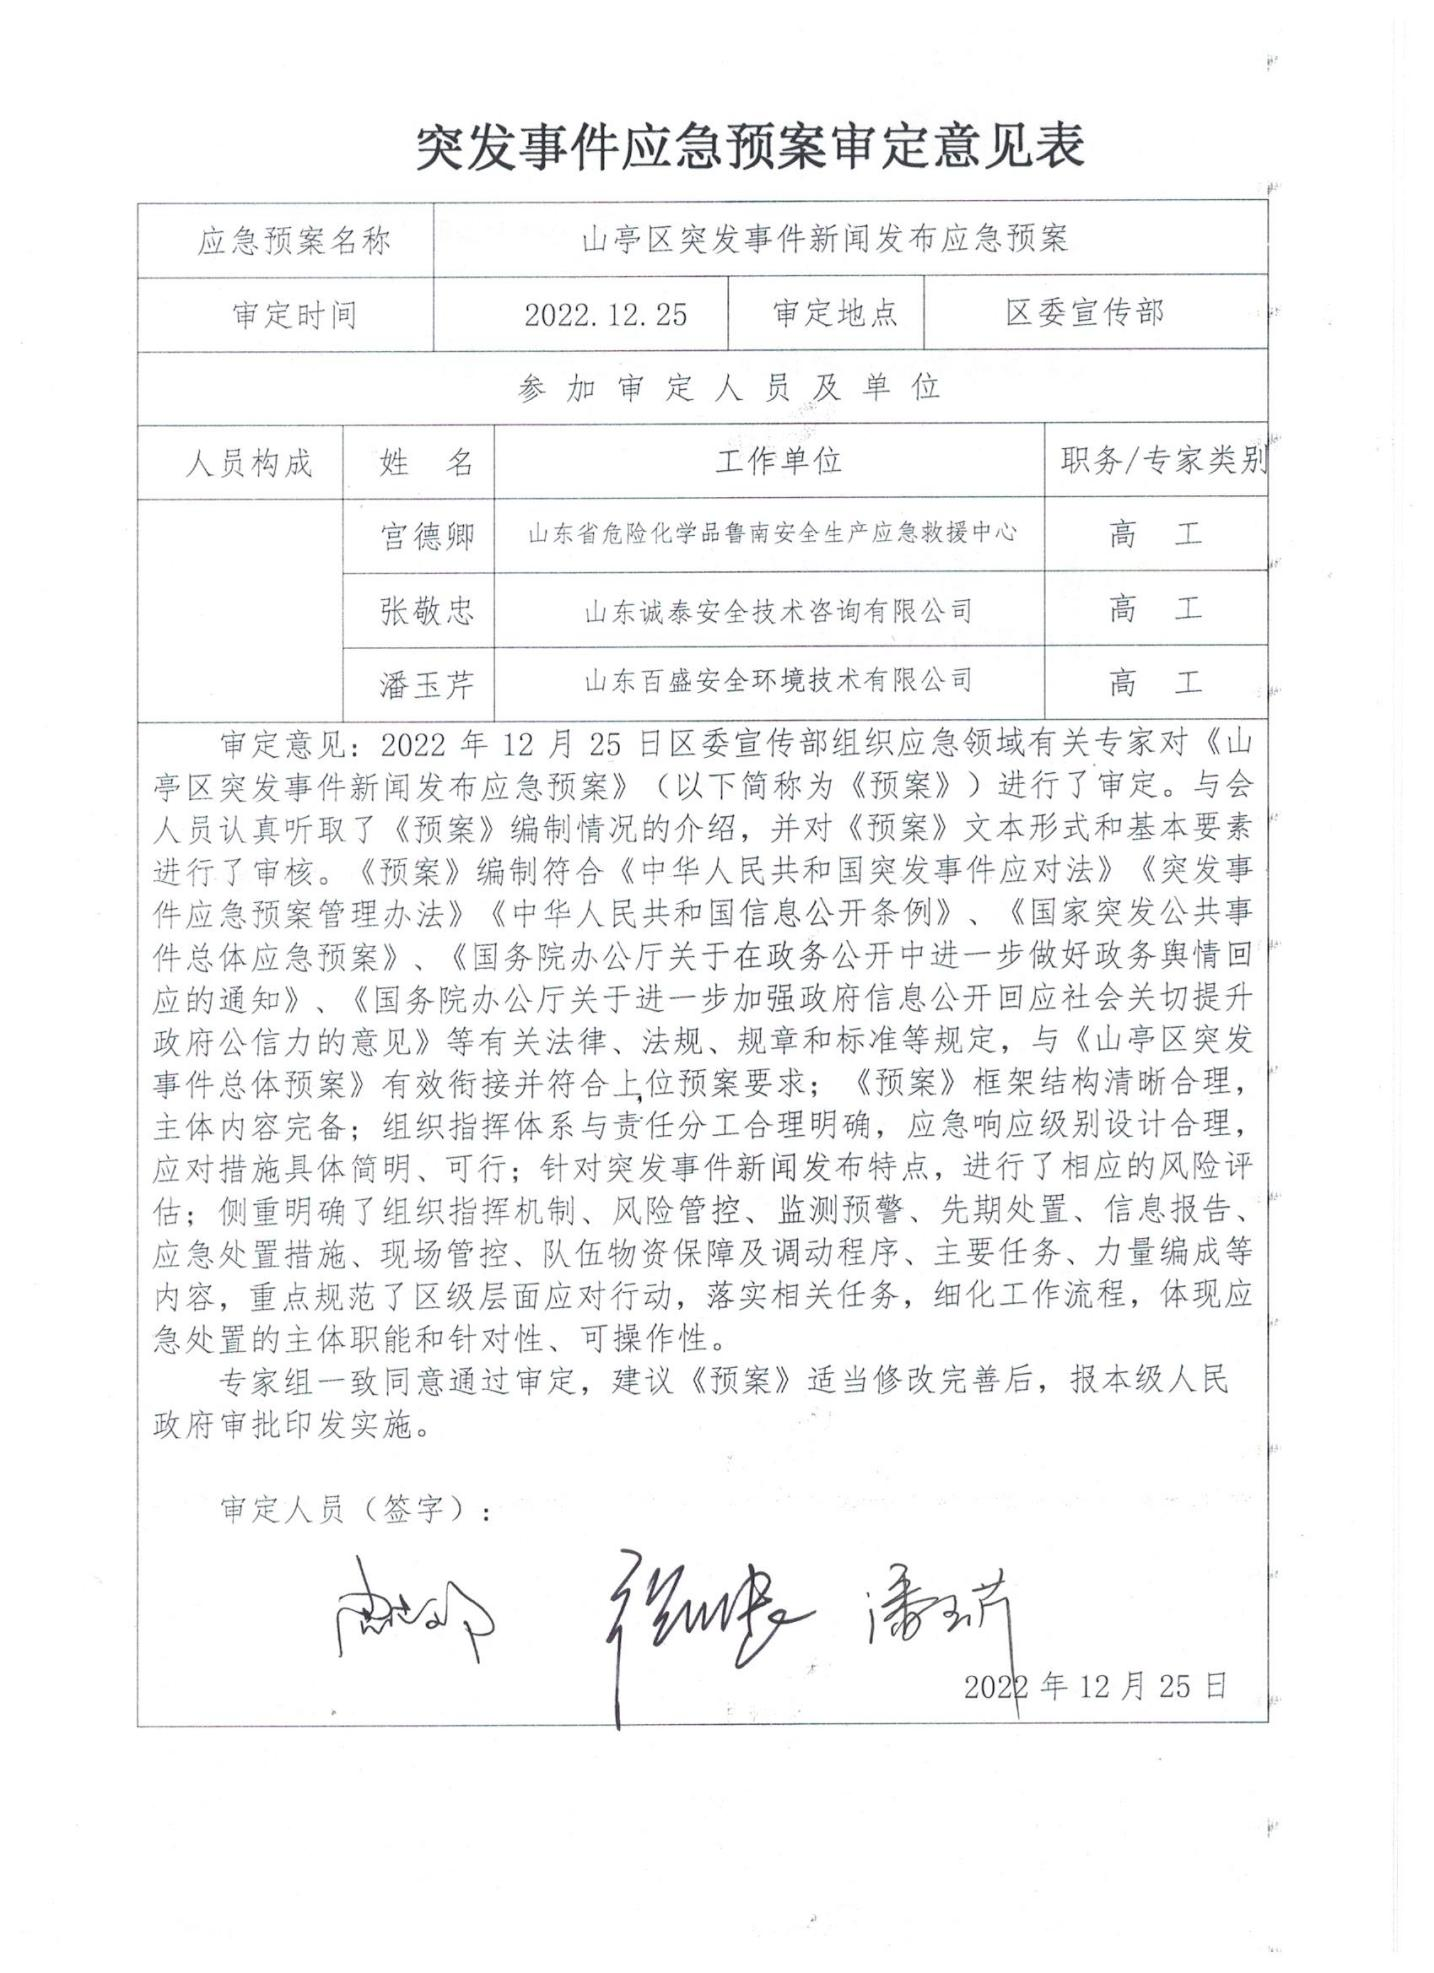 突发事件应急预案审定意见表
应急预案名称 山亭区突发事件新闻发布应急预案
审定时间 2022.12.25 审定地点 区委宣传部
参加审定人员及单位
人员构成 姓 名 工作单位 职务/专家类别
宫德卿 山东省危险化学品鲁南安全生产应急救援中心 高 工
张敬忠 山东诚泰安全技术咨询有限公司 高 工
潘玉芹 山东百盛安全环境技术有限公司 高 工
审定意见：2022 年 12 月 25 日区委宣传部组织应急领域有关专家对《山
亭区突发事件新闻发布应急预案》（以下简称为《预案》）进行了审定。与会
人员认真听取了《预案》编制情况的介绍，并对《预案》文本形式和基本要素
进行了审核。《预案》编制符合《中华人民共和国突发事件应对法》《突发事
件应急预案管理办法》《中华人民共和国信息公开条例》、《国家突发公共事
件总体应急预案》、《国务院办公厅关于在政务公开中进一步做好政务舆情回
应的通知》、《国务院办公厅关于进一步加强政府信息公开回应社会关切提升
政府公信力的意见》等有关法律、法规、规章和标准等规定，与《山亭区突发
事件总体预案》有效衔接并符合上位预案要求；《预案》框架结构清晰合理，
主体内容完备；组织指挥体系与责任分工合理明确，应急响应级别设计合理，
应对措施具体简明、可行；针对突发事件新闻发布特点，进行了相应的风险评
估；侧重明确了组织指挥机制、风险管控、监测预警、先期处置、信息报告、
应急处置措施、现场管控、队伍物资保障及调动程序、主要任务、力量编成等
内容，重点规范了区级层面应对行动，落实相关任务，细化工作流程，体现应
急处置的主体职能和针对性、可操作性。
专家组一致同意通过审定，建议《预案》适当修改完善后，报本级人民
政府审批印发实施。
审定人员（签字）：
潘玉芹
2022 年 12 月 25 日